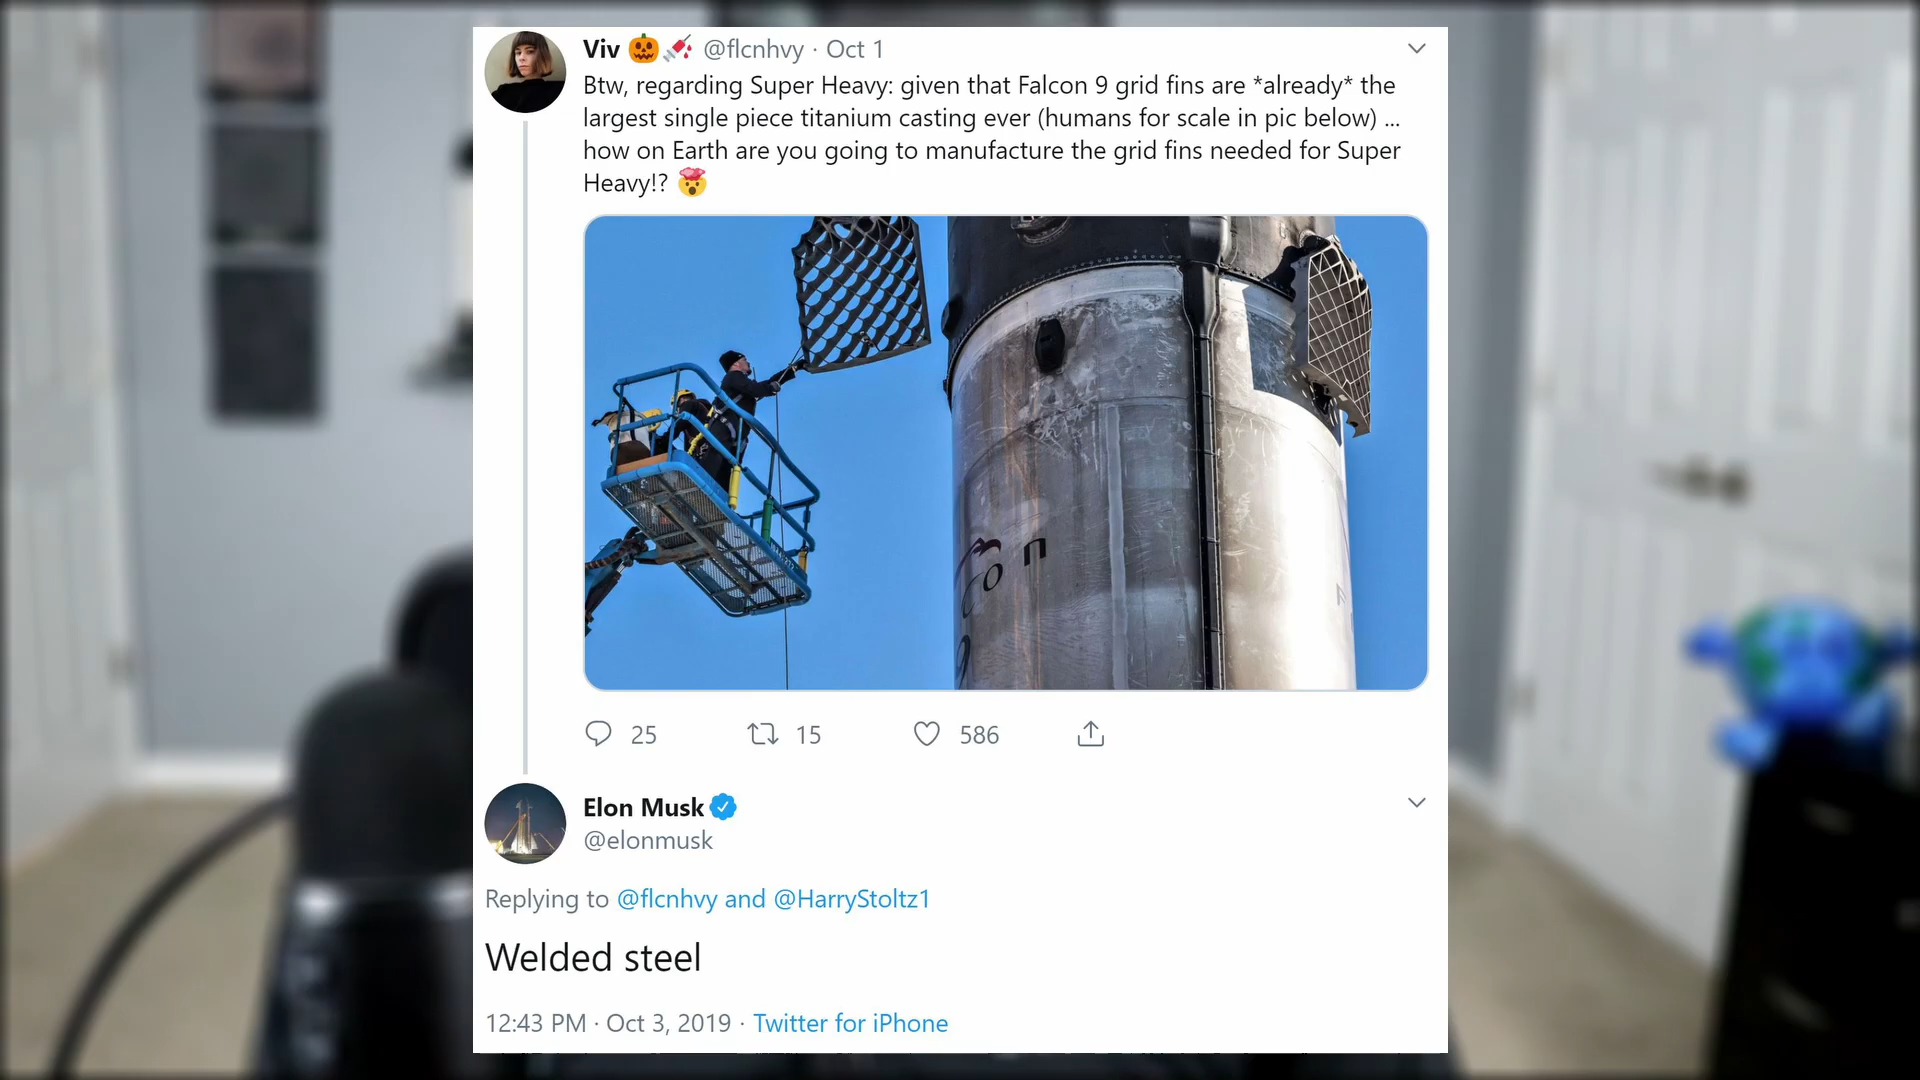 Viv 🎃💉 @flcnhvy · Oct 1
Btw, regarding Super Heavy: given that Falcon 9 grid fins are *already* the
largest single piece titanium casting ever (humans for scale in pic below) ...
how on Earth are you going to manufacture the grid fins needed for Super
Heavy!? 🤯
con
9
25 15 586
Elon Musk
@elonmusk
Replying to @flcnhvy and @HarryStoltz1
Welded steel
12:43 PM · Oct 3, 2019 · Twitter for iPhone